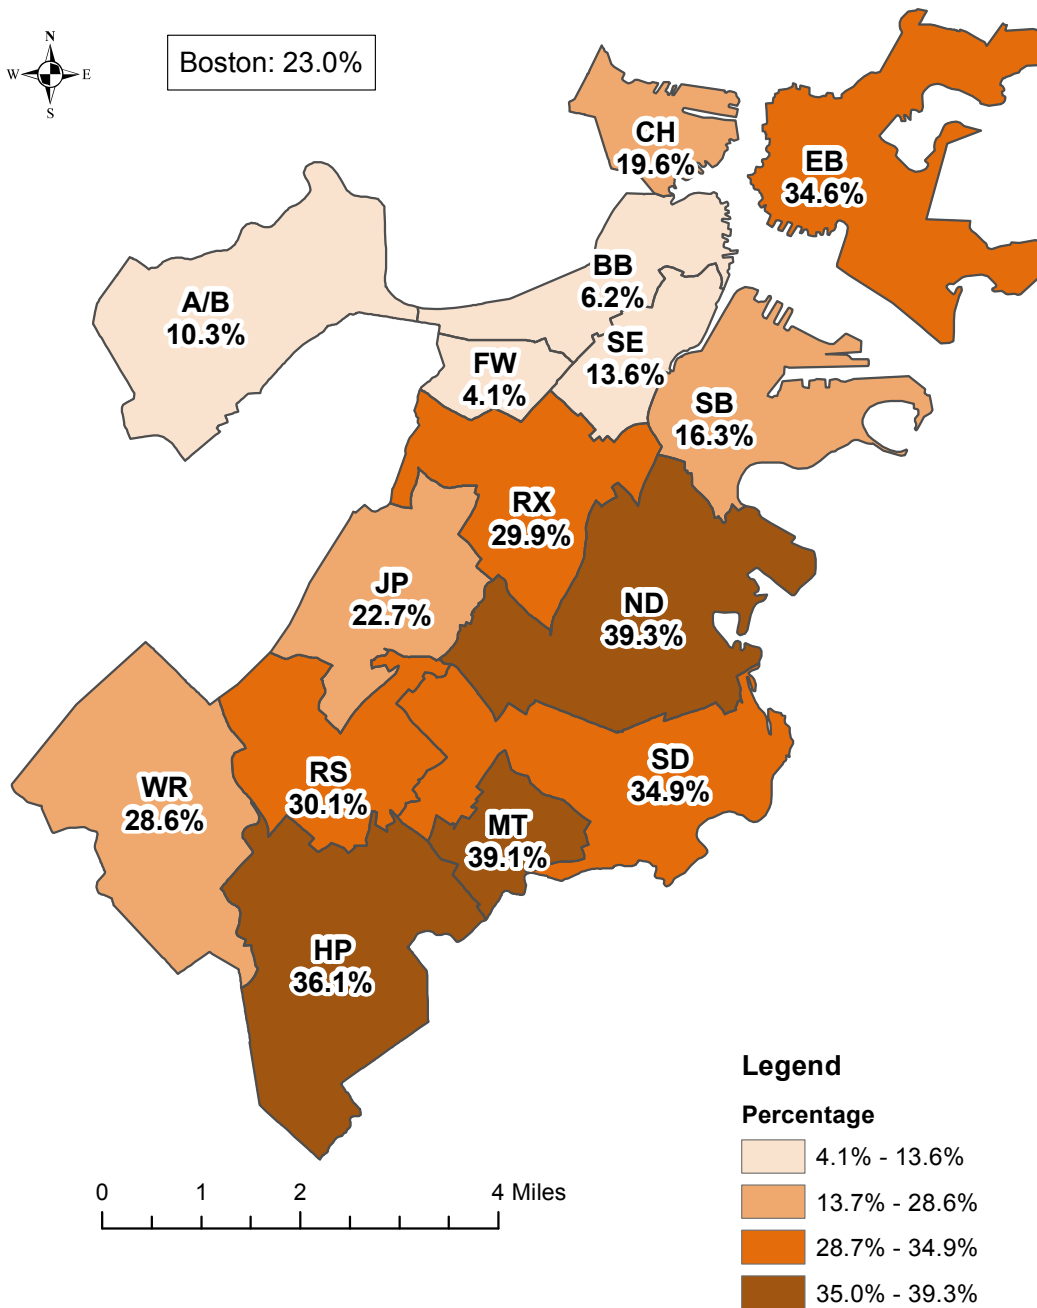 N
W E
S
Boston: 23.0%
CH
19.6%
EB
34.6%
BB
6.2%
A/B
10.3%
SE
13.6%
FW
4.1%
SB
16.3%
RX
29.9%
JP
22.7%
ND
39.3%
WR
28.6%
RS
30.1%
SD
34.9%
MT
39.1%
HP
36.1%
Legend
Percentage
4.1% - 13.6%
13.7% - 28.6%
28.7% - 34.9%
35.0% - 39.3%
0 1 2 4 Miles